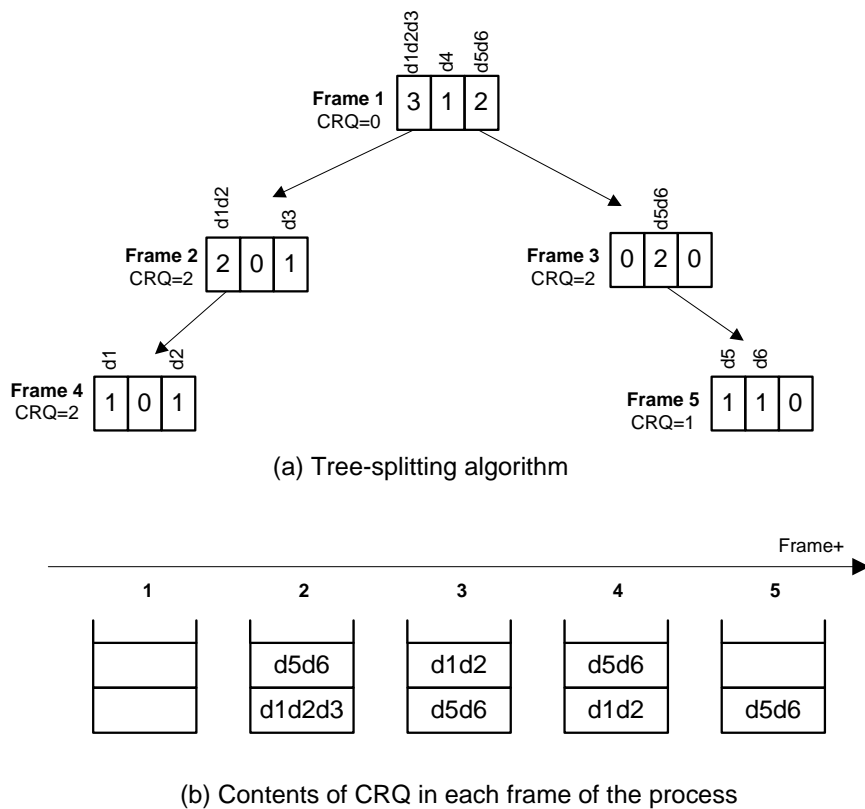 d1d2d3 d4 d5d6
Frame 1
CRQ=0
3 1 2
d1d2 d3
Frame 2
CRQ=2
2 0 1
d5d6
Frame 3
CRQ=2
0 2 0
d1 d2
Frame 4
CRQ=2
1 0 1
d5 d6
Frame 5
CRQ=1
1 1 0
(a) Tree-splitting algorithm
Frame+
1 2 3 4 5
d5d6 d1d2 d5d6
d1d2d3 d5d6 d1d2 d5d6
(b) Contents of CRQ in each frame of the process